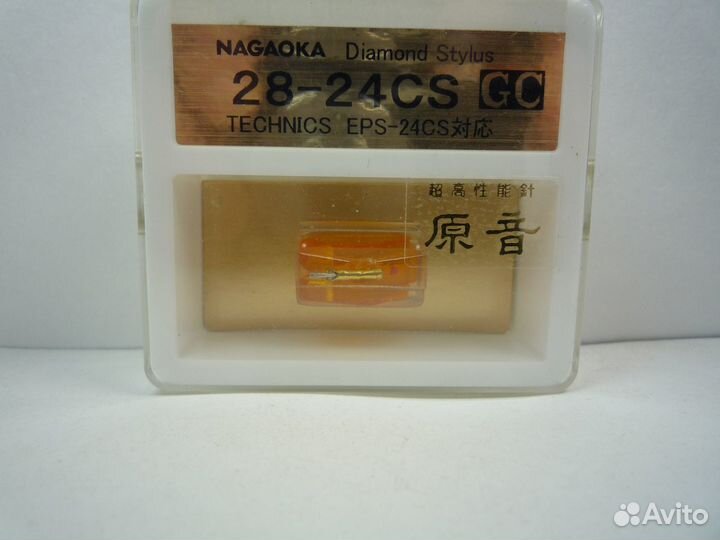 NAGAOKA Diamond Stylus
28-24CS GC
TECHNICS EPS-24CS対応
超高性能針
原音
Avito